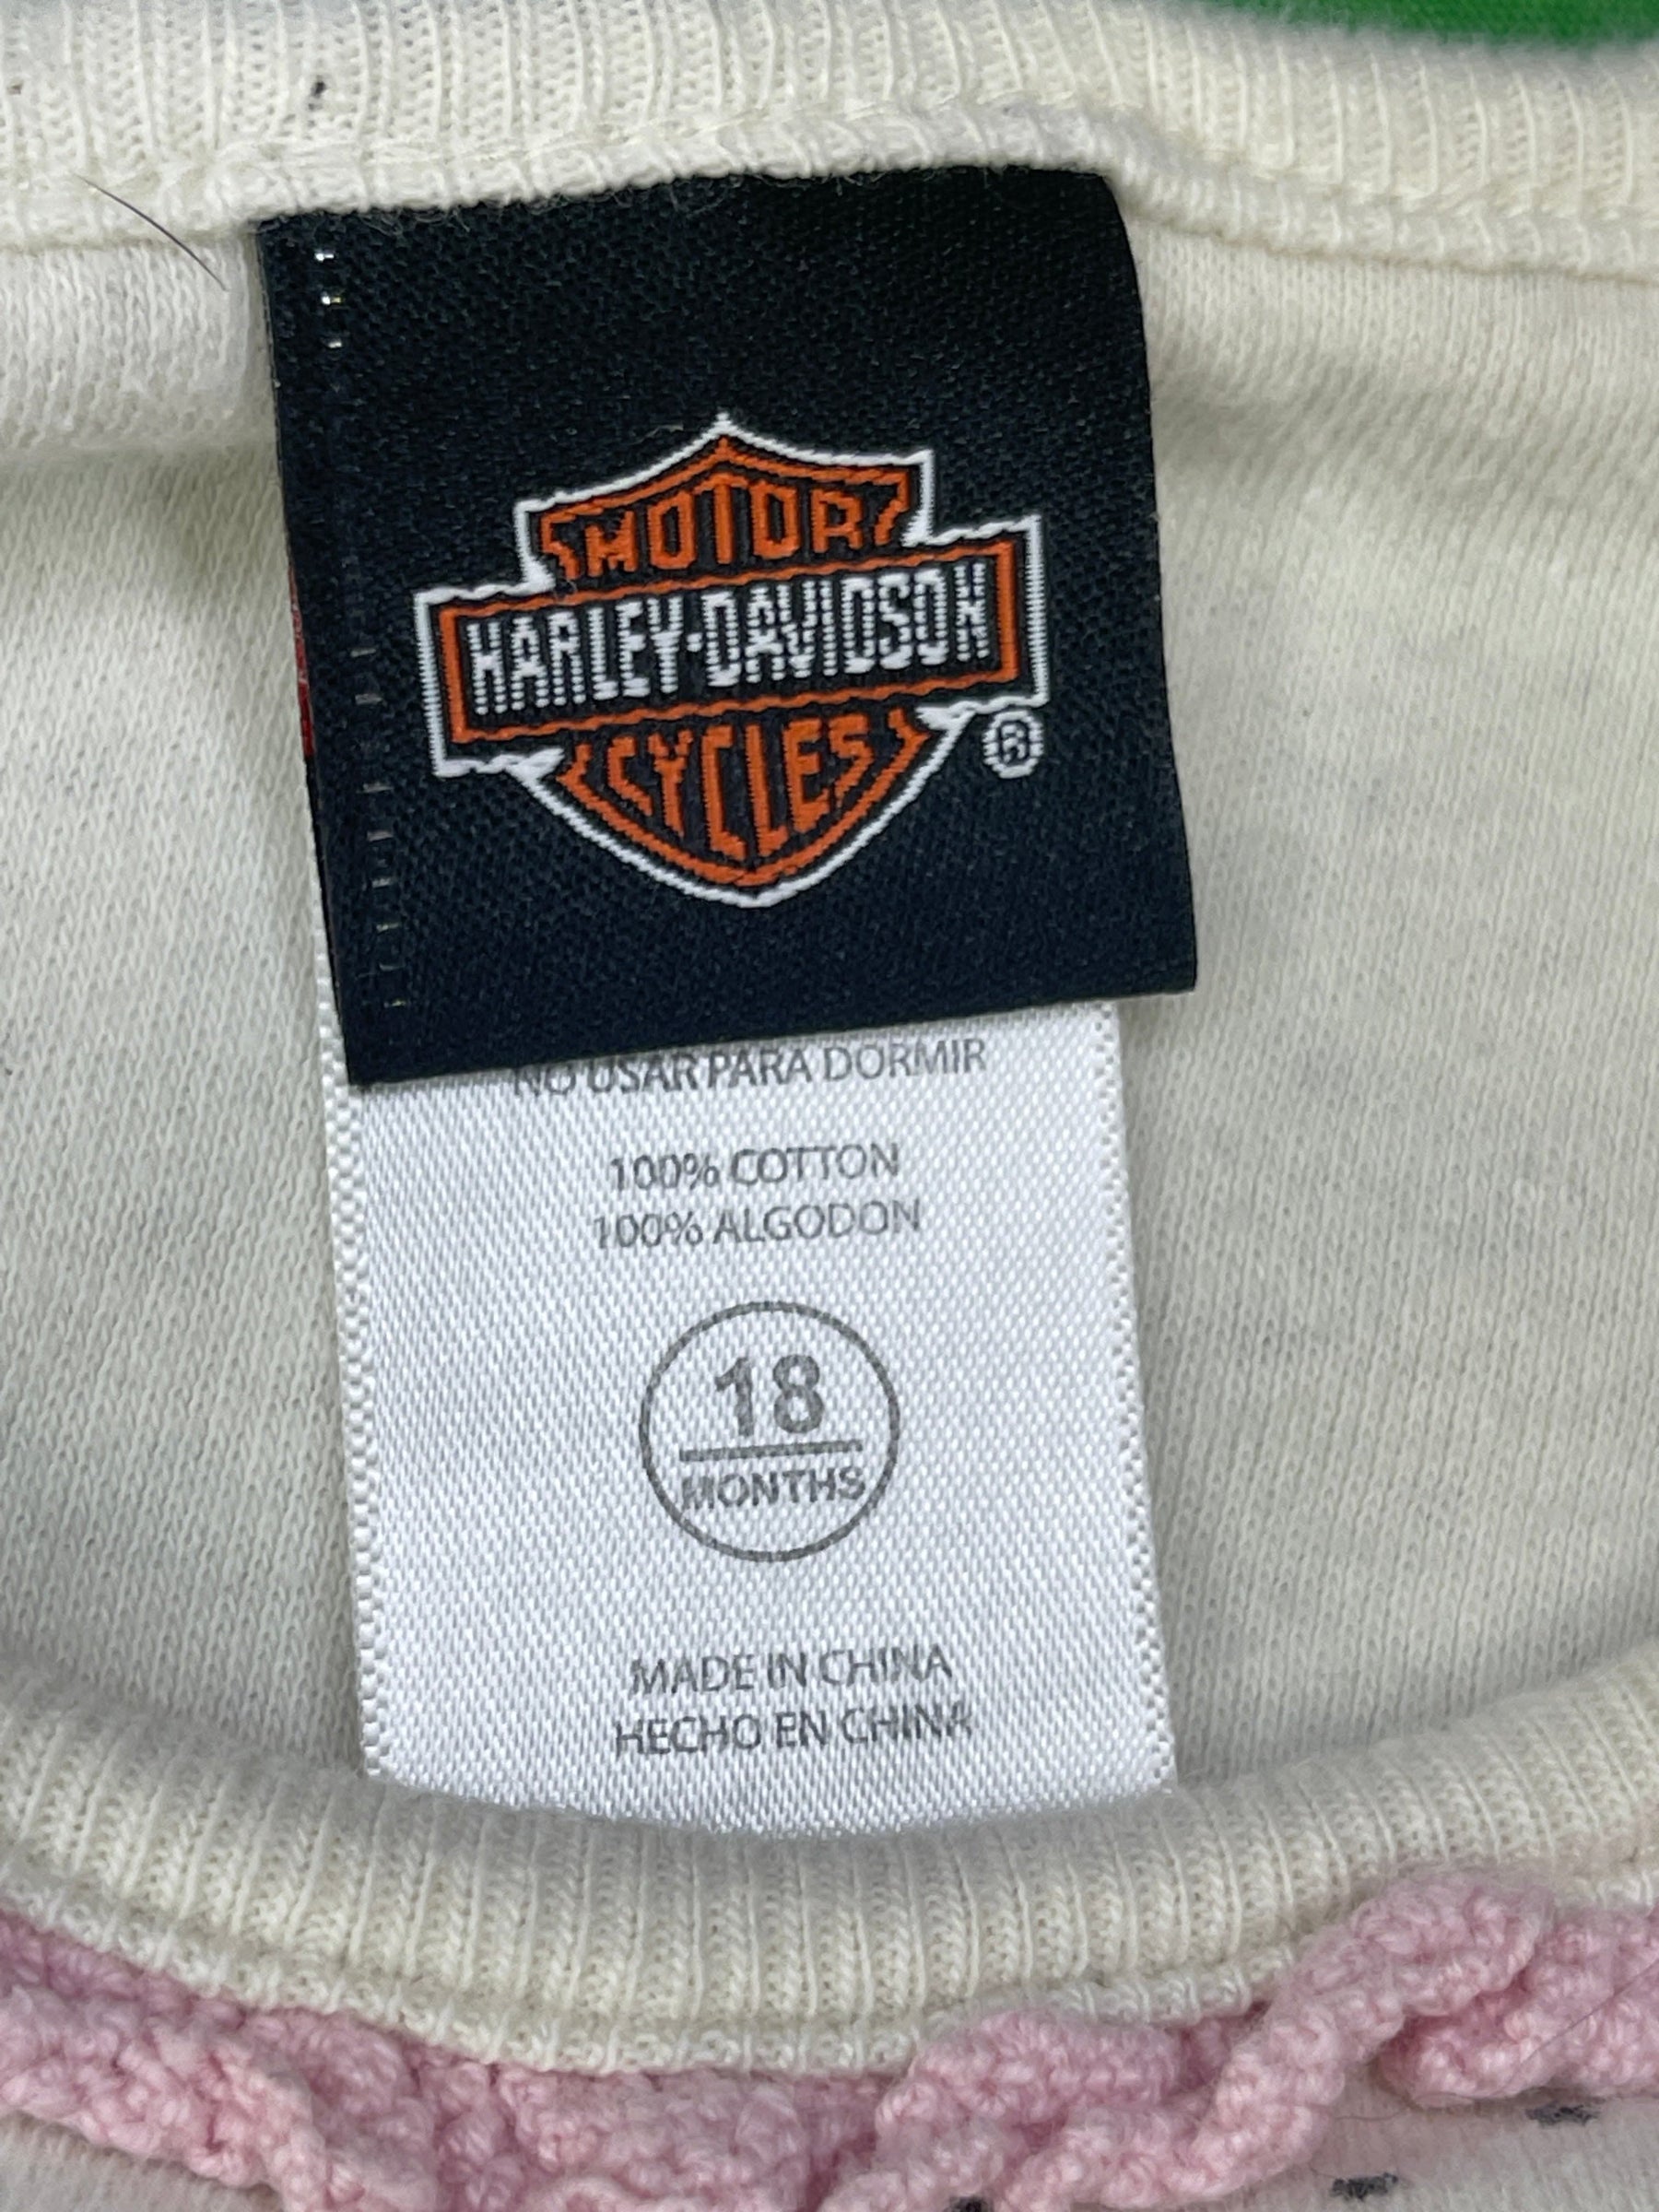 MOTOR
HARLEY-DAVIDSON
CYCLES
®
NO USAR PARA DORMIR
100% COTTON
100% ALGODON
18
MONTHS
MADE IN CHINA
HECHO EN CHINA